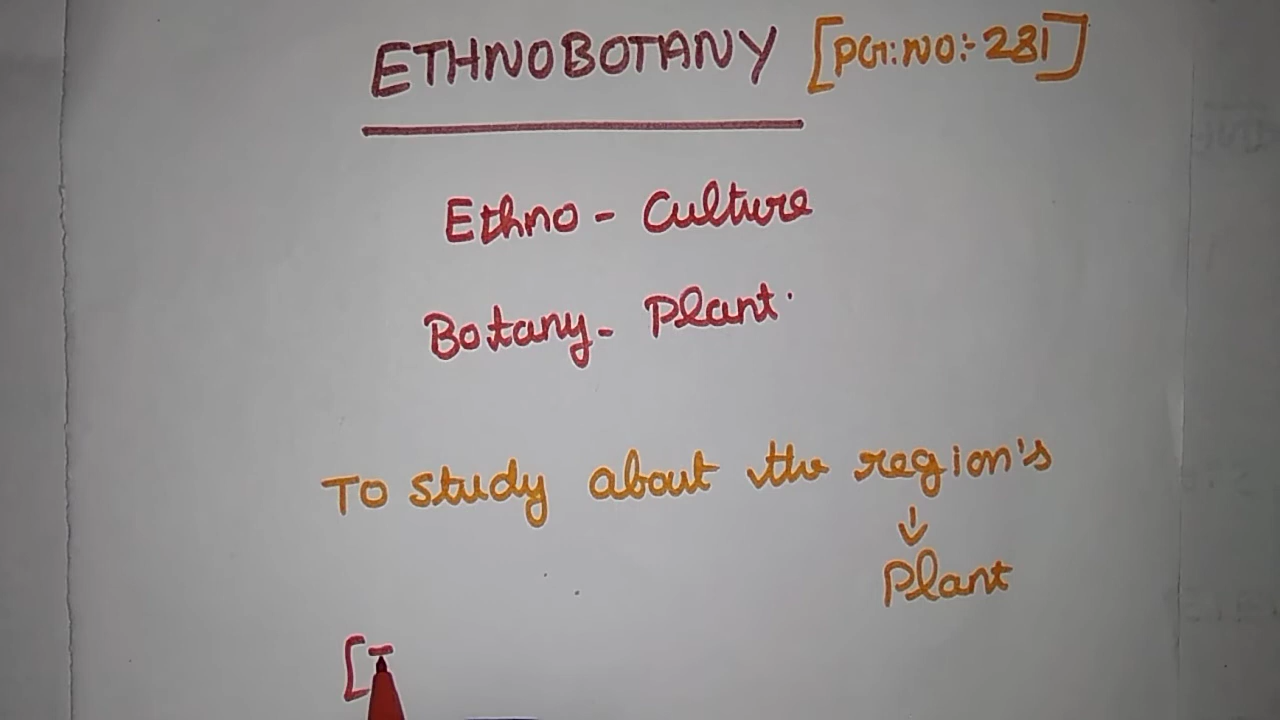 ETHNOBOTANY [PG:NO:- 281]
Ethno - Culture
Botany - Plant.
To study about the region's
↓
Plant
[